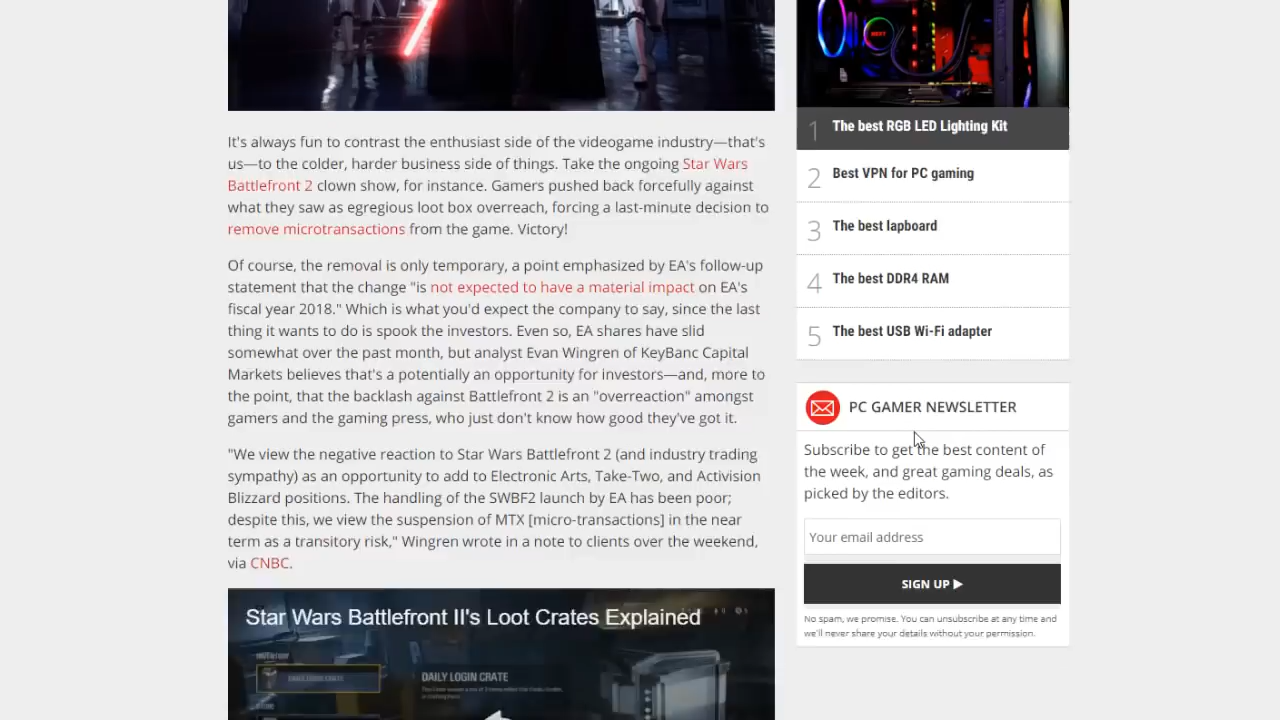 It's always fun to contrast the enthusiast side of the videogame industry—that's
us—to the colder, harder business side of things. Take the ongoing Star Wars
Battlefront 2 clown show, for instance. Gamers pushed back forcefully against
what they saw as egregious loot box overreach, forcing a last-minute decision to
remove microtransactions from the game. Victory!
Of course, the removal is only temporary, a point emphasized by EA's follow-up
statement that the change "is not expected to have a material impact on EA's
fiscal year 2018." Which is what you'd expect the company to say, since the last
thing it wants to do is spook the investors. Even so, EA shares have slid
somewhat over the past month, but analyst Evan Wingren of KeyBanc Capital
Markets believes that's a potentially an opportunity for investors—and, more to
the point, that the backlash against Battlefront 2 is an "overreaction" amongst
gamers and the gaming press, who just don't know how good they've got it.
"We view the negative reaction to Star Wars Battlefront 2 (and industry trading
sympathy) as an opportunity to add to Electronic Arts, Take-Two, and Activision
Blizzard positions. The handling of the SWBF2 launch by EA has been poor;
despite this, we view the suspension of MTX [micro-transactions] in the near
term as a transitory risk," Wingren wrote in a note to clients over the weekend,
via CNBC.
Star Wars Battlefront II's Loot Crates Explained
DAILY LOGIN CRATE
NZXT
1 The best RGB LED Lighting Kit
2 Best VPN for PC gaming
3 The best lapboard
4 The best DDR4 RAM
5 The best USB Wi-Fi adapter
PC GAMER NEWSLETTER
Subscribe to get the best content of
the week, and great gaming deals, as
picked by the editors.
Your email address
SIGN UP ▶
No spam, we promise. You can unsubscribe at any time and
we'll never share your details without your permission.